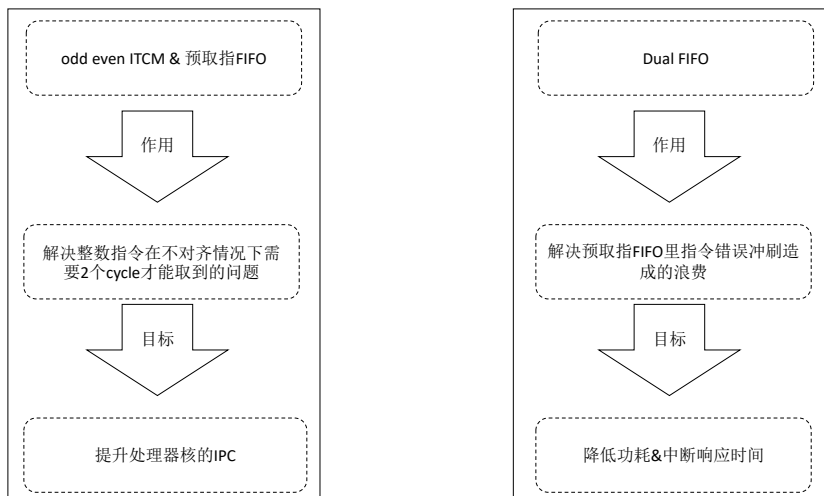 odd even ITCM & 预取指FIFO
作用
解决整数指令在不对齐情况下需
要2个cycle才能取到的问题
目标
提升处理器核的IPC
Dual FIFO
作用
解决预取指FIFO里指令错误冲刷造
成的浪费
目标
降低功耗&中断响应时间